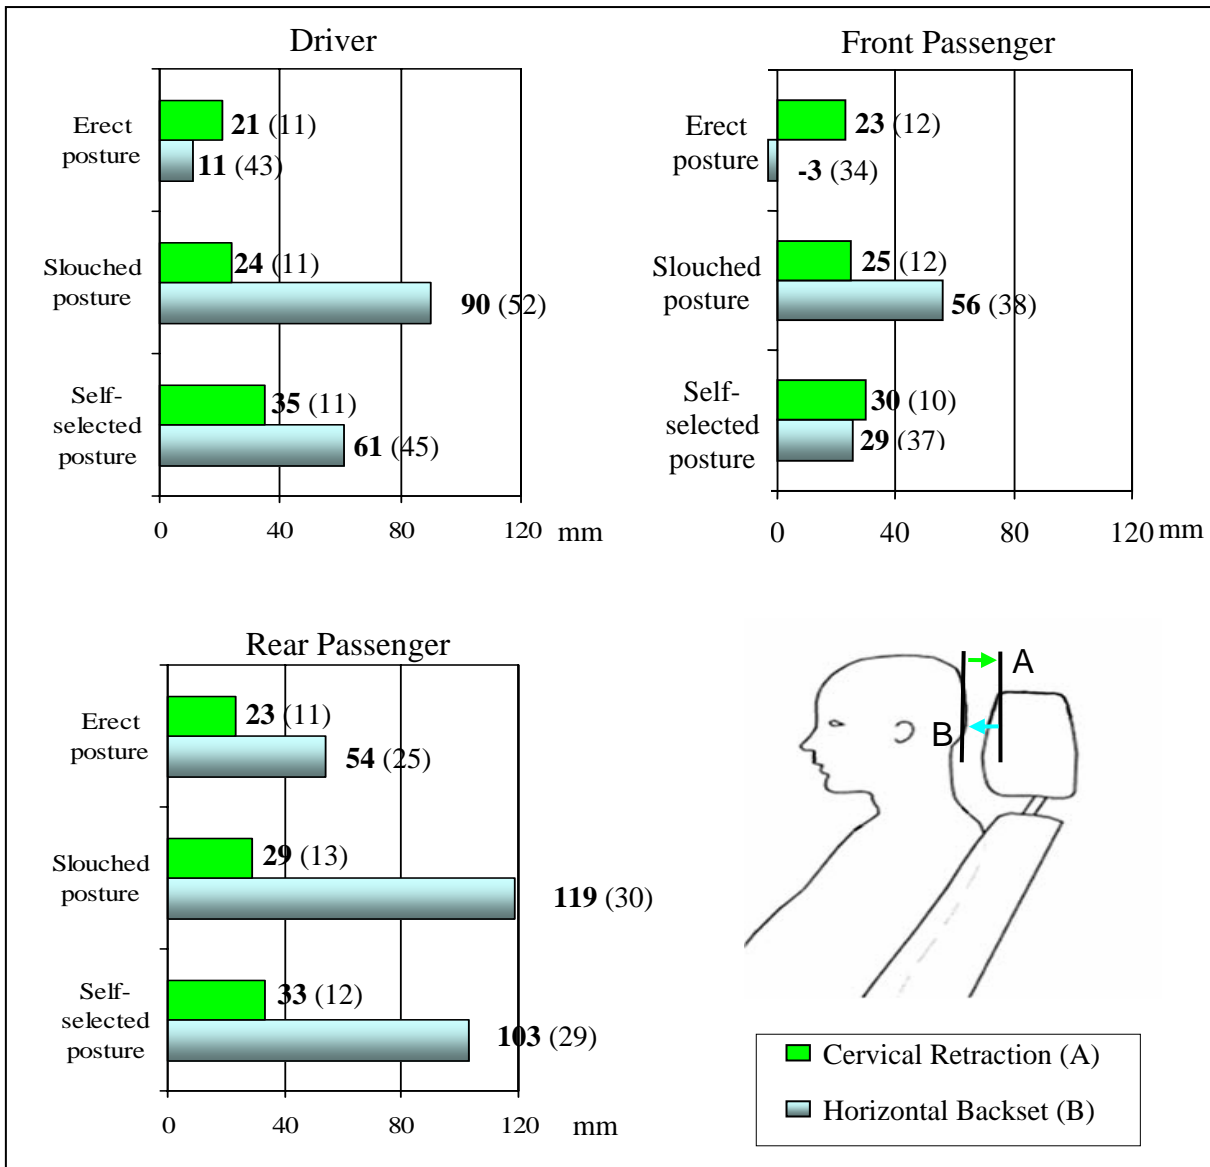 Driver
Erect
posture
21 (11)
11 (43)
Slouched
posture
24 (11)
90 (52)
Self-
selected
posture
35 (11)
61 (45)
0 40 80 120 mm
Front Passenger
Erect
posture
23 (12)
-3 (34)
Slouched
posture
25 (12)
56 (38)
Self-
selected
posture
30 (10)
29 (37)
0 40 80 120 mm
Rear Passenger
Erect
posture
23 (11)
54 (25)
Slouched
posture
29 (13)
119 (30)
Self-
selected
posture
33 (12)
103 (29)
0 40 80 120 mm
A
B
Cervical Retraction (A)
Horizontal Backset (B)